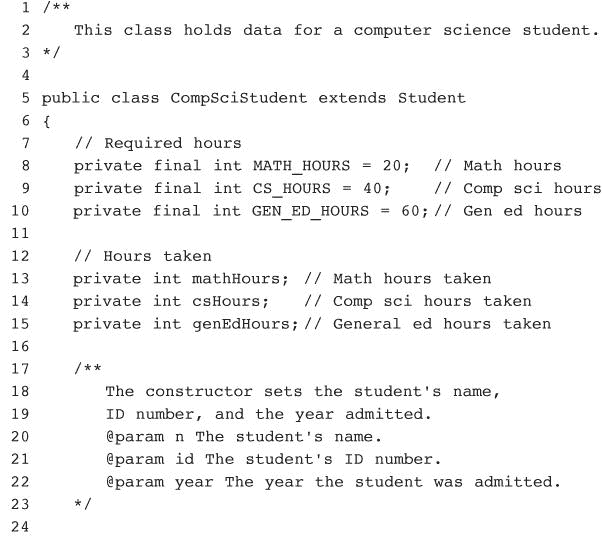 1 /**
2    This class holds data for a computer science student.
3 */
4
5 public class CompSciStudent extends Student
6 {
7    // Required hours
8    private final int MATH_HOURS = 20;  // Math hours
9    private final int CS_HOURS = 40;    // Comp sci hours
10    private final int GEN_ED_HOURS = 60; // Gen ed hours
11
12    // Hours taken
13    private int mathHours; // Math hours taken
14    private int csHours;   // Comp sci hours taken
15    private int genEdHours; // General ed hours taken
16
17    /**
18       The constructor sets the student's name,
19       ID number, and the year admitted.
20       @param n The student's name.
21       @param id The student's ID number.
22       @param year The year the student was admitted.
23    */
24